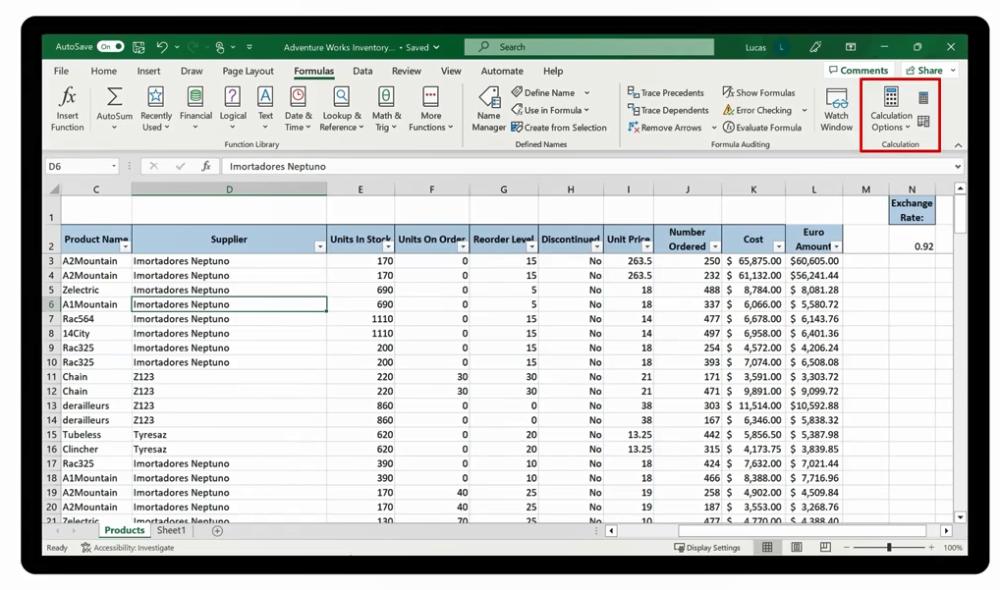 AutoSave On Adventure Works Inventory... • Saved Search Lucas L
File Home Insert Draw Page Layout Formulas Data Review View Automate Help Comments Share
fx Insert Function
Σ AutoSum
Recently Used
Financial
? Logical
A Text
Date & Time
Lookup & Reference
θ Math & Trig
More Functions
Function Library
Name Manager
Define Name
Use in Formula
Create from Selection
Defined Names
Trace Precedents
Trace Dependents
Remove Arrows
Show Formulas
Error Checking
Evaluate Formula
Formula Auditing
Watch Window
Calculation Options
Calculation
D6 fx Imortadores Neptuno
C D E F G H I J K L M N
1 Exchange Rate:
2 Product Name Supplier Units In Stock Units On Order Reorder Level Discontinued Unit Price Number Ordered Cost Euro Amount 0.92
3 A2Mountain Imortadores Neptuno 170 0 15 No 263.5 250 $ 65,875.00 $60,605.00
4 A2Mountain Imortadores Neptuno 170 0 15 No 263.5 232 $ 61,132.00 $56,241.44
5 Zelectric Imortadores Neptuno 690 0 5 No 18 488 $ 8,784.00 $ 8,081.28
6 A1Mountain Imortadores Neptuno 690 0 5 No 18 337 $ 6,066.00 $ 5,580.72
7 Rac564 Imortadores Neptuno 1110 0 15 No 14 477 $ 6,678.00 $ 6,143.76
8 14City Imortadores Neptuno 1110 0 15 No 14 497 $ 6,958.00 $ 6,401.36
9 Rac325 Imortadores Neptuno 200 0 15 No 18 254 $ 4,572.00 $ 4,206.24
10 Rac325 Imortadores Neptuno 200 0 15 No 18 393 $ 7,074.00 $ 6,508.08
11 Chain Z123 220 30 30 No 21 171 $ 3,591.00 $ 3,303.72
12 Chain Z123 220 30 30 No 21 471 $ 9,891.00 $ 9,099.72
13 derailleurs Z123 860 0 0 No 38 303 $ 11,514.00 $10,592.88
14 derailleurs Z123 860 0 0 No 38 167 $ 6,346.00 $ 5,838.32
15 Tubeless Tyresaz 620 0 20 No 13.25 442 $ 5,856.50 $ 5,387.98
16 Clincher Tyresaz 620 0 20 No 13.25 315 $ 4,173.75 $ 3,839.85
17 Rac325 Imortadores Neptuno 390 0 10 No 18 424 $ 7,632.00 $ 7,021.44
18 A1Mountain Imortadores Neptuno 390 0 10 No 18 466 $ 8,388.00 $ 7,716.96
19 A2Mountain Imortadores Neptuno 170 40 25 No 19 258 $ 4,902.00 $ 4,509.84
20 A2Mountain Imortadores Neptuno 170 40 25 No 19 187 $ 3,553.00 $ 3,268.76
21 Zelectric Imortadores Neptuno 130 70 25 No 10 477 $ 4,770.00 $ 4,388.40
Products Sheet1
Ready Accessibility: Investigate Display Settings 100%